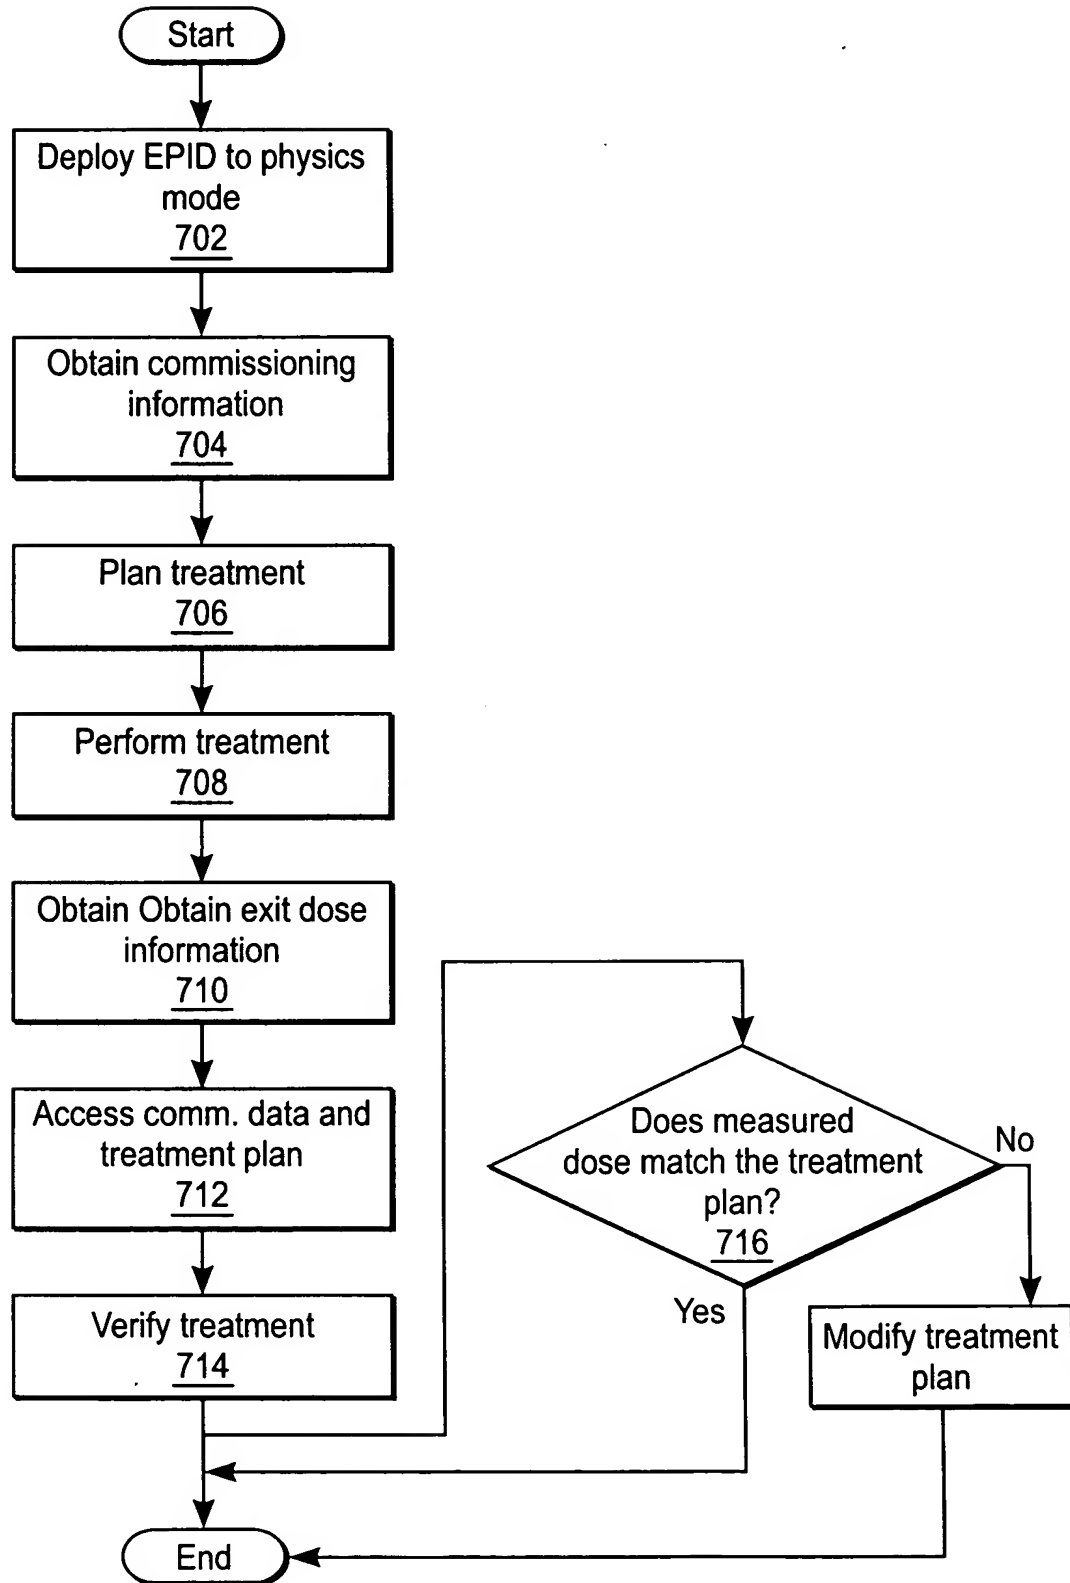 Start
Deploy EPID to physics
mode
702
Obtain commissioning
information
704
Plan treatment
706
Perform treatment
708
Obtain Obtain exit dose
information
710
Access comm. data and
treatment plan
712
Verify treatment
714
Does measured
dose match the treatment
plan?
716
No
Yes
Modify treatment
plan
End